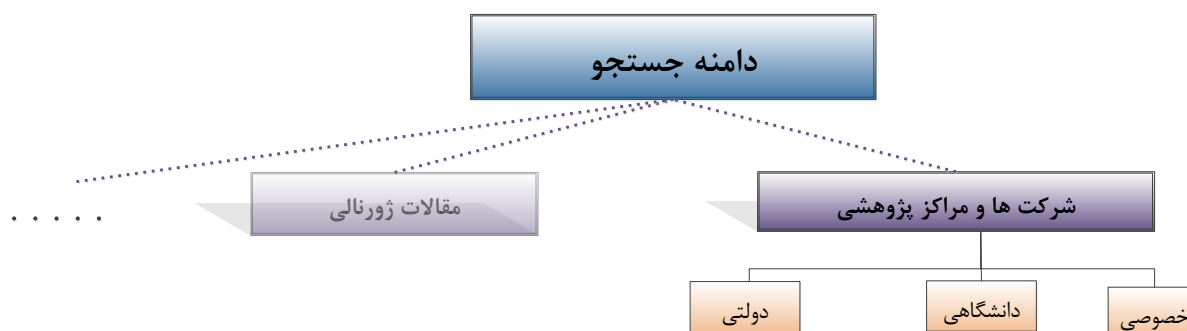 دامنه جستجو
شرکت ها و مراکز پژوهشی
مقالات ژورنالی
. . . . .
خصوصی
دانشگاهی
دولتی